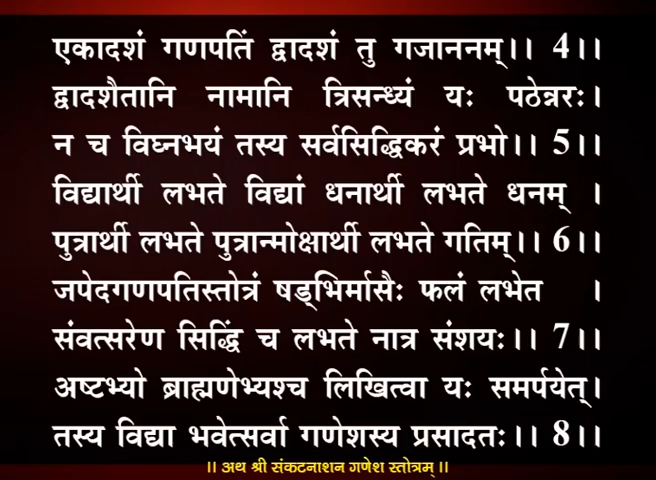 एकादशं गणपतिं द्वादशं तु गजाननम्।। 4।।
द्वादशैतानि नामानि त्रिसन्ध्यं यः पठेन्नरः।
न च विघ्नभयं तस्य सर्वसिद्धिकरं प्रभो।। 5।।
विद्यार्थी लभते विद्यां धनार्थी लभते धनम् ।
पुत्रार्थी लभते पुत्रान्मोक्षार्थी लभते गतिम्।। 6।।
जपेदगणपतिस्तोत्रं षड्भिर्मासैः फलं लभेत ।
संवत्सरेण सिद्धिं च लभते नात्र संशयः।। 7।।
अष्टभ्यो ब्राह्मणेभ्यश्च लिखित्वा यः समर्पयेत्।
तस्य विद्या भवेत्सर्वा गणेशस्य प्रसादतः।। 8।।
।। अथ श्री संकटनाशन गणेश स्तोत्रम् ।।